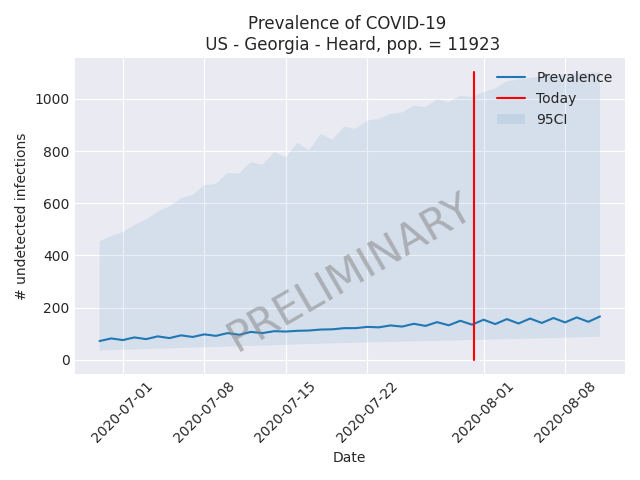 Prevalence of COVID-19
US - Georgia - Heard, pop. = 11923
Prevalence
Today
95CI
1000
800
600
400
200
0
# undetected infections
PRELIMINARY
2020-07-01
2020-07-08
2020-07-15
2020-07-22
2020-08-01
2020-08-08
Date